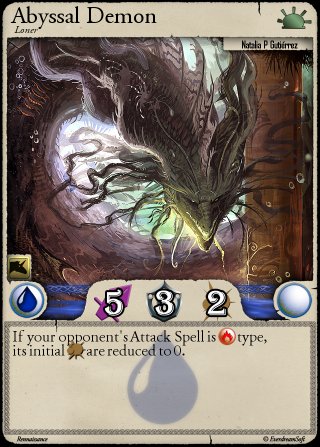 Abyssal Demon
Loner
Natalia P. Gutiérrez
5 3 2
If your opponent's Attack Spell is type,
its initial are reduced to 0.
Rennaissance
© EverdreamSoft